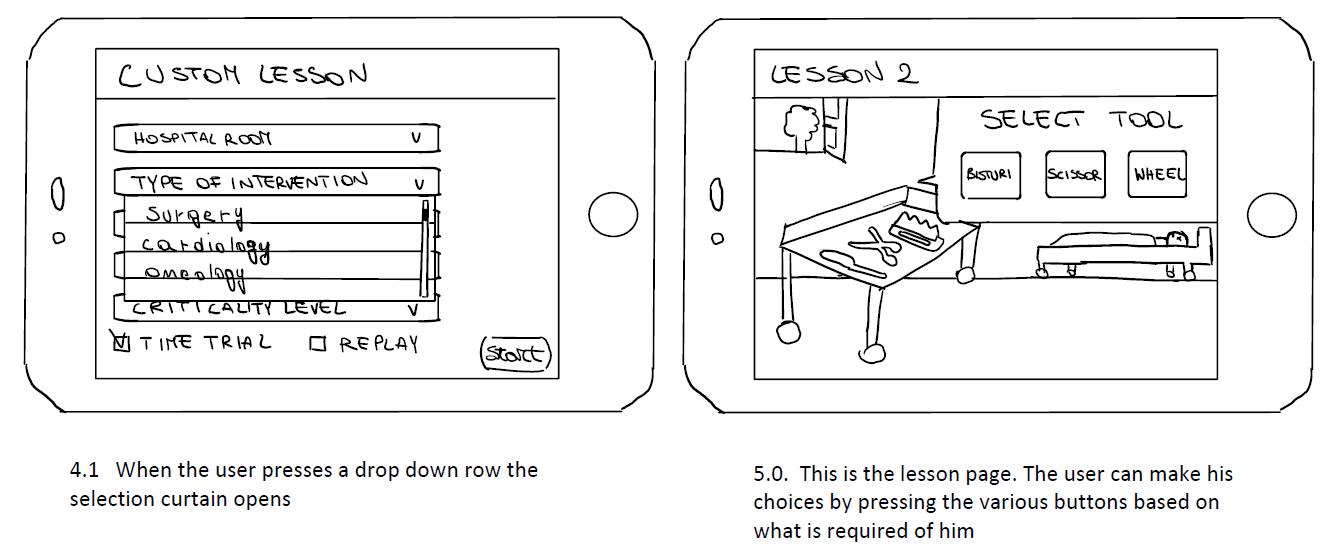 CUSTOM LESSON
HOSPITAL ROOM V
TYPE OF INTERVENTION V
Surgery
cardiology
oncology
CRITICALITY LEVEL V
TIME TRIAL REPLAY
Start
4.1 When the user presses a drop down row the
selection curtain opens
LESSON 2
SELECT TOOL
BISTURI SCISSOR WHEEL
5.0. This is the lesson page. The user can make his
choices by pressing the various buttons based on
what is required of him